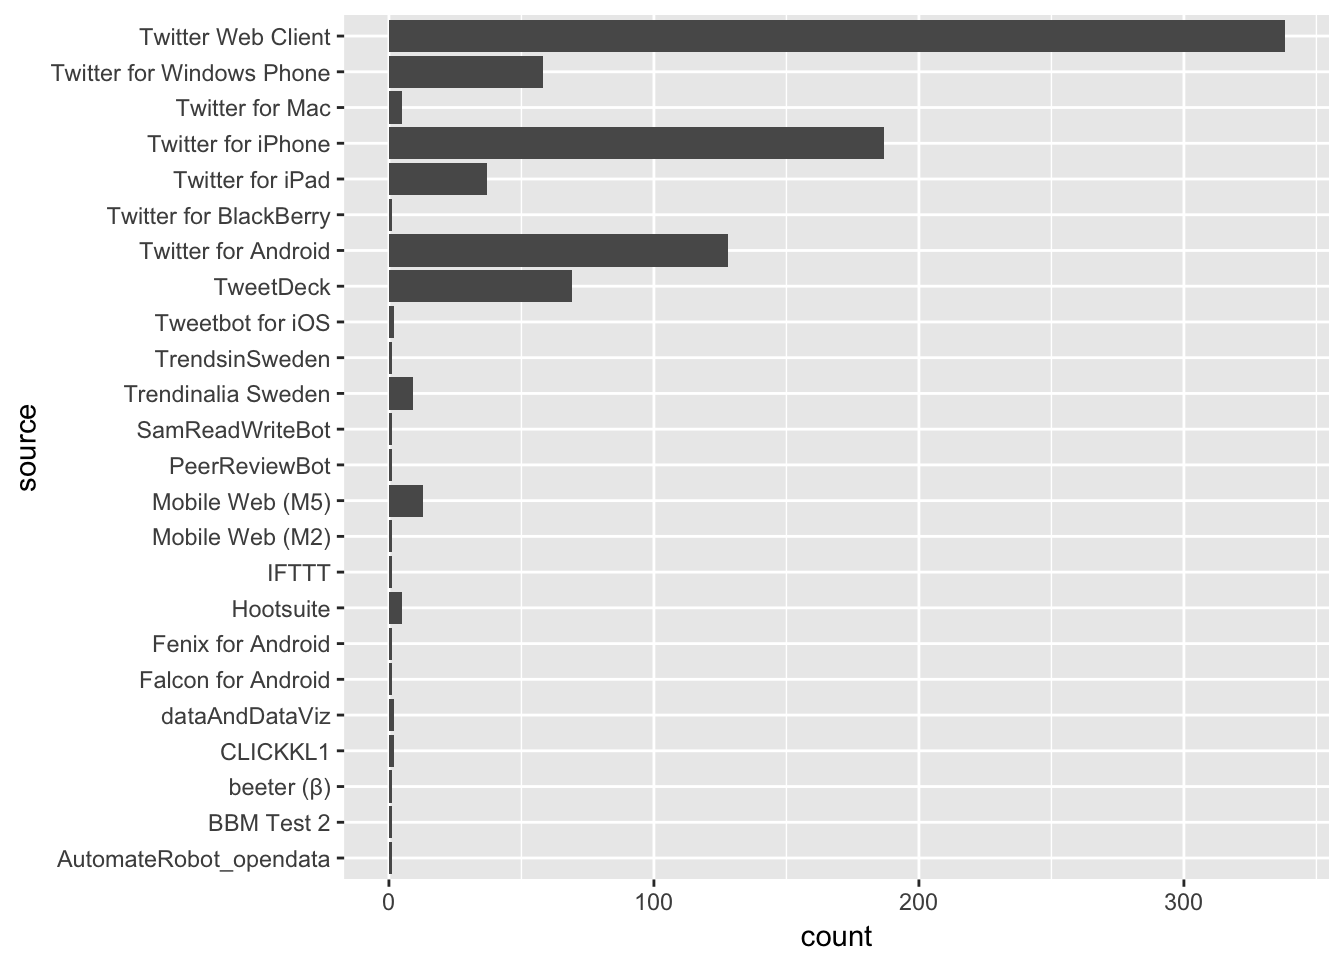 Twitter Web Client
Twitter for Windows Phone
Twitter for Mac
Twitter for iPhone
Twitter for iPad
Twitter for BlackBerry
Twitter for Android
TweetDeck
Tweetbot for iOS
TrendsinSweden
Trendinalia Sweden
SamReadWriteBot
PeerReviewBot
Mobile Web (M5)
Mobile Web (M2)
IFTTT
Hootsuite
Fenix for Android
Falcon for Android
dataAndDataViz
CLICKKL1
beeter (β)
BBM Test 2
AutomateRobot_opendata
source
0 100 200 300
count